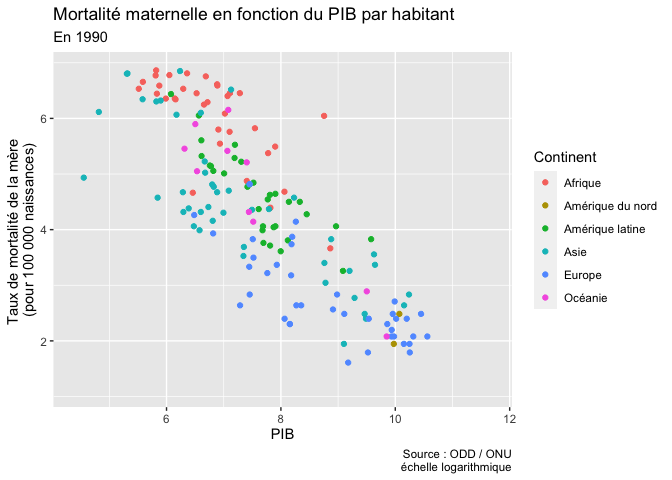 Mortalité maternelle en fonction du PIB par habitant
En 1990
Taux de mortalité de la mère
(pour 100 000 naissances)
6
4
2
6
8
10
12
PIB
Continent
Afrique
Amérique du nord
Amérique latine
Asie
Europe
Océanie
Source : ODD / ONU
échelle logarithmique